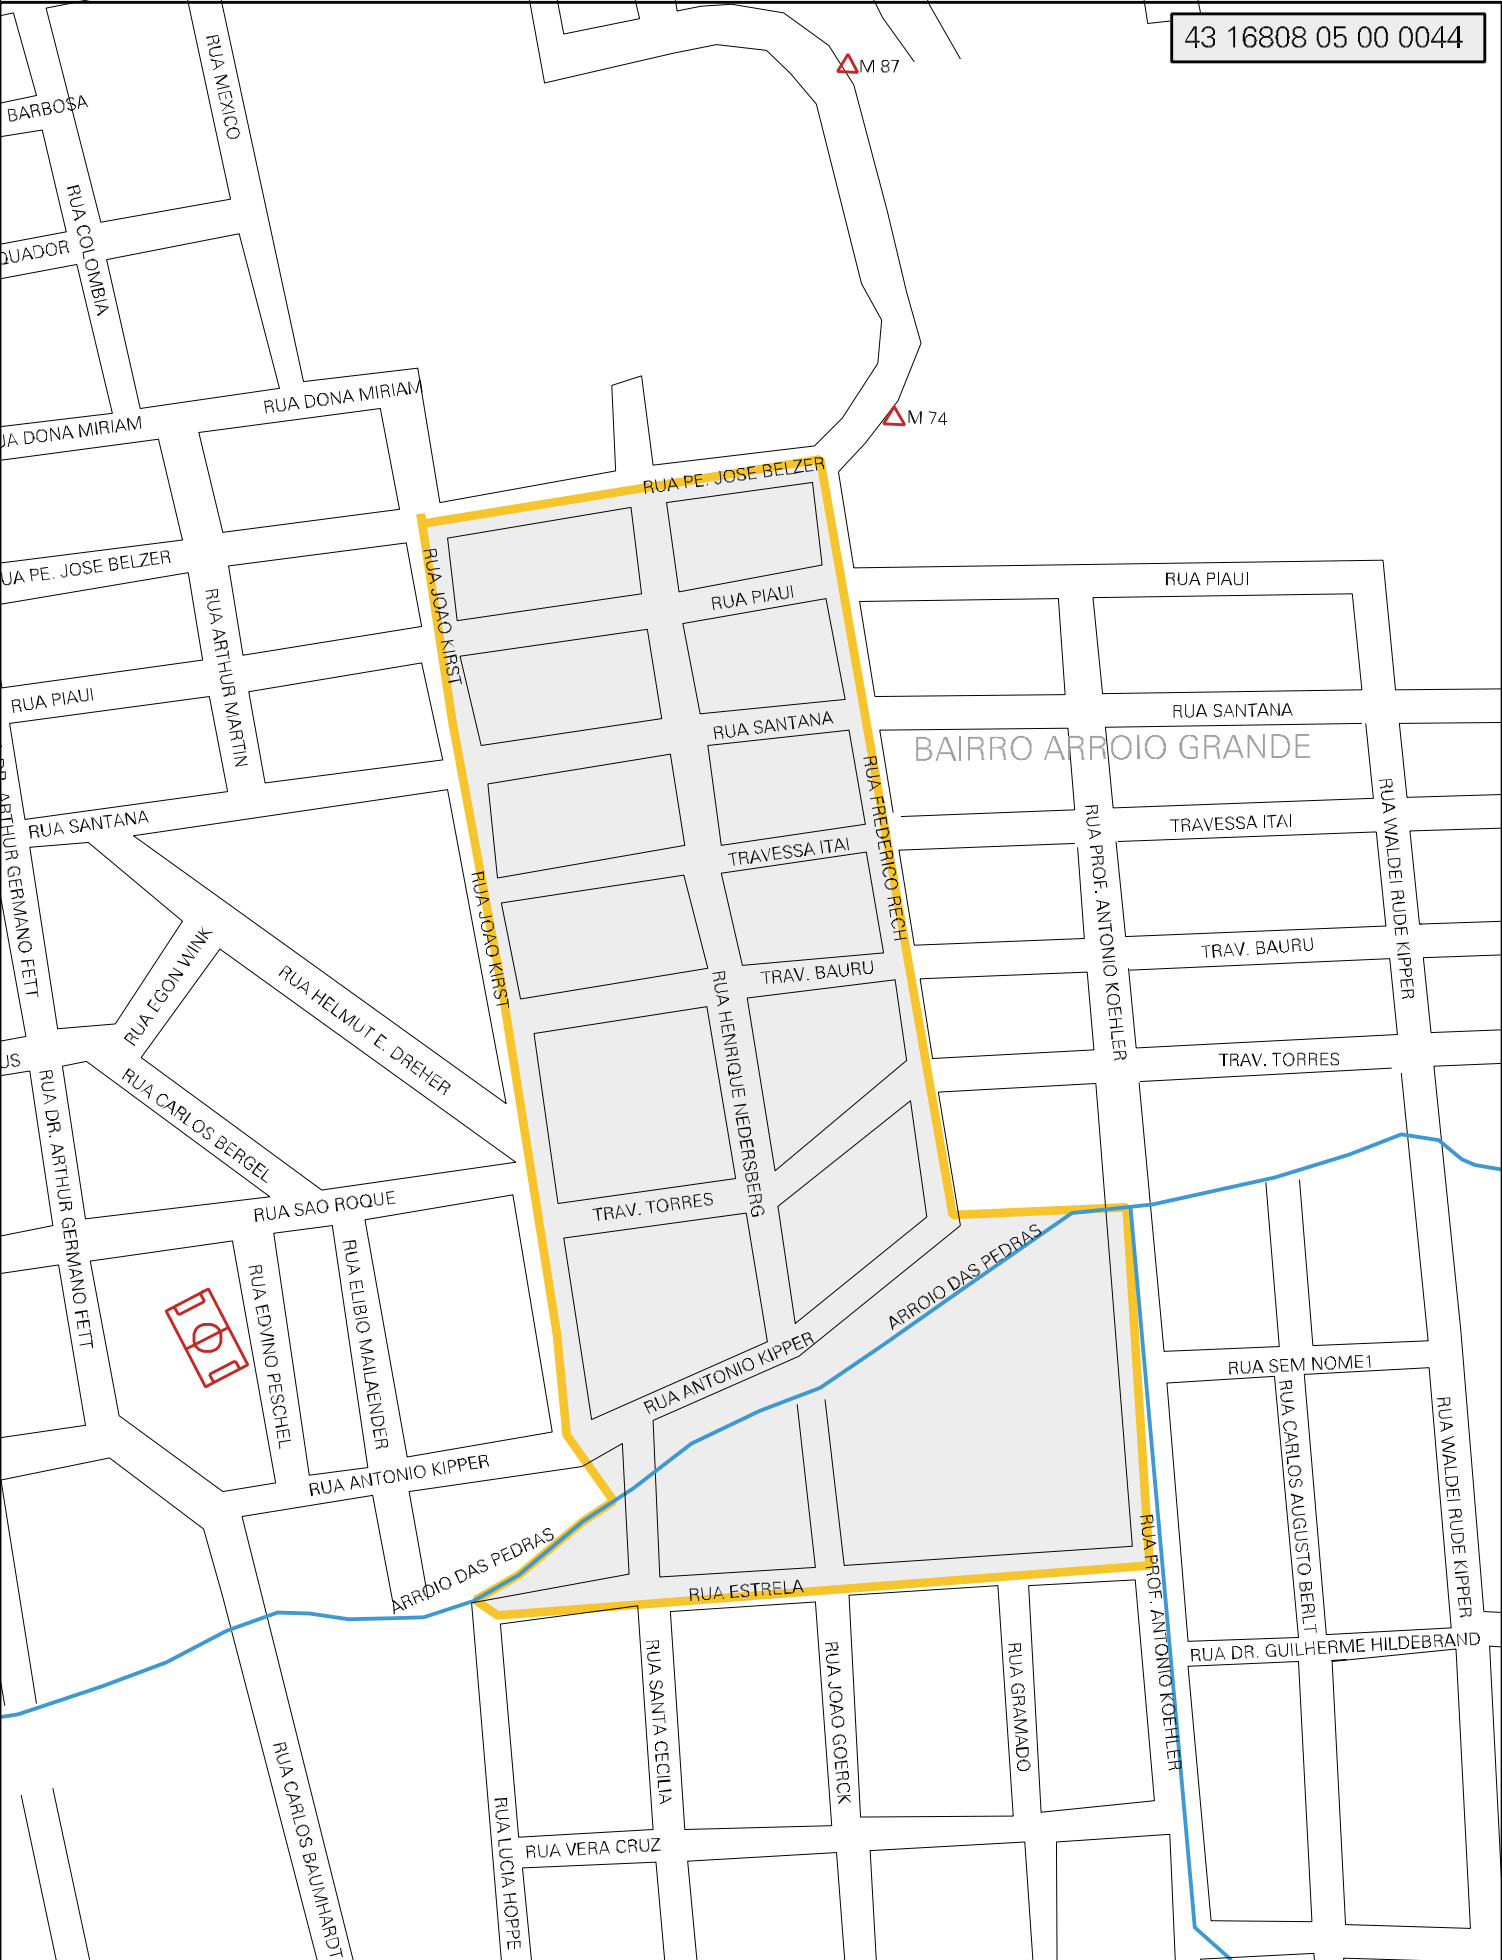 43 16808 05 00 0044
M 87
RUA MEXICO
BARBOSA
RUA COLOMBIA
QUADOR
RUA DONA MIRIAM
RUA DONA MIRIAM
M 74
RUA PE. JOSE BELZER
UA PE. JOSE BELZER
RUA JOAO KIRST
RUA PIAUI
RUA PIAUI
RUA ARTHUR MARTIN
RUA PIAUI
RUA SANTANA
RUA SANTANA
BAIRRO ARROIO GRANDE
RUA FREDERICO RECH
RUA WALDEI RUDE KIPPER
RUA PROF. ANTONIO KOEHLER
RUA SANTANA
TRAVESSA ITAI
TRAVESSA ITAI
DR. ARTHUR GERMANO FETT
RUA JOAO KIRST
RUA EGON WINK
RUA HELMUT E. DREHER
TRAV. BAURU
TRAV. BAURU
RUA HENRIQUE NEDERSBERG
US
TRAV. TORRES
RUA CARLOS BERGEL
RUA DR. ARTHUR GERMANO FETT
RUA SAO ROQUE
TRAV. TORRES
RUA EDVINO PESCHEL
RUA ELIBIO MAILAENDER
ARROIO DAS PEDRAS
RUA ANTONIO KIPPER
RUA SEM NOME1
RUA CARLOS AUGUSTO BERLT
RUA WALDEI RUDE KIPPER
RUA ANTONIO KIPPER
ARROIO DAS PEDRAS
RUA PROF. ANTONIO KOEHLER
RUA ESTRELA
RUA DR. GUILHERME HILDEBRAND
RUA SANTA CECILIA
RUA JOAO GOERCK
RUA GRAMADO
RUA CARLOS BAUMHARDT
RUA LUCIA HOPPE
RUA VERA CRUZ